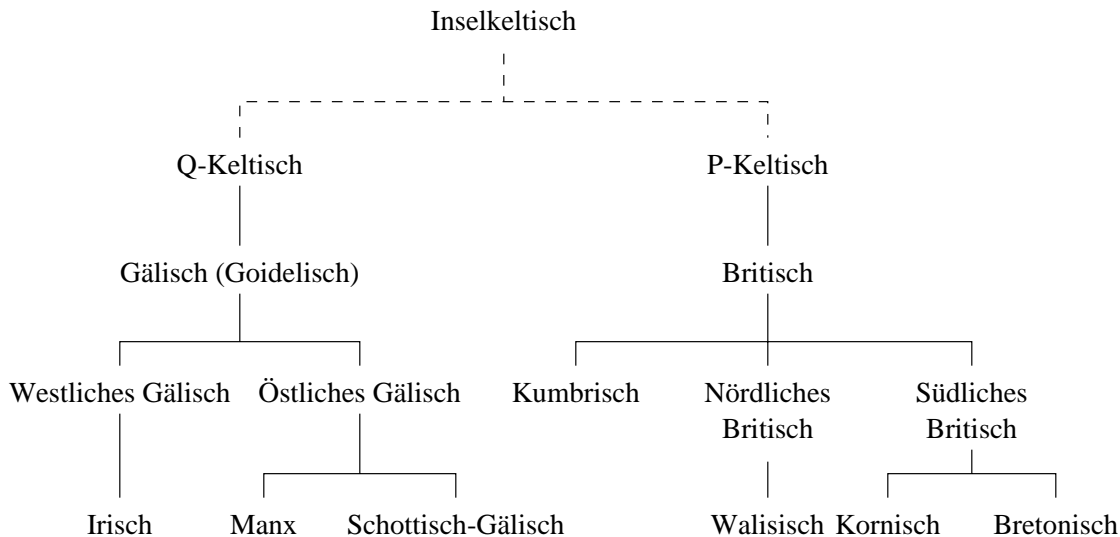 Inselkeltisch
Q-Keltisch P-Keltisch
Gälisch (Goidelisch) Britisch
Westliches Gälisch Östliches Gälisch Kumbrisch Nördliches Südliches
Britisch Britisch
Irisch Manx Schottisch-Gälisch Walisisch Kornisch Bretonisch